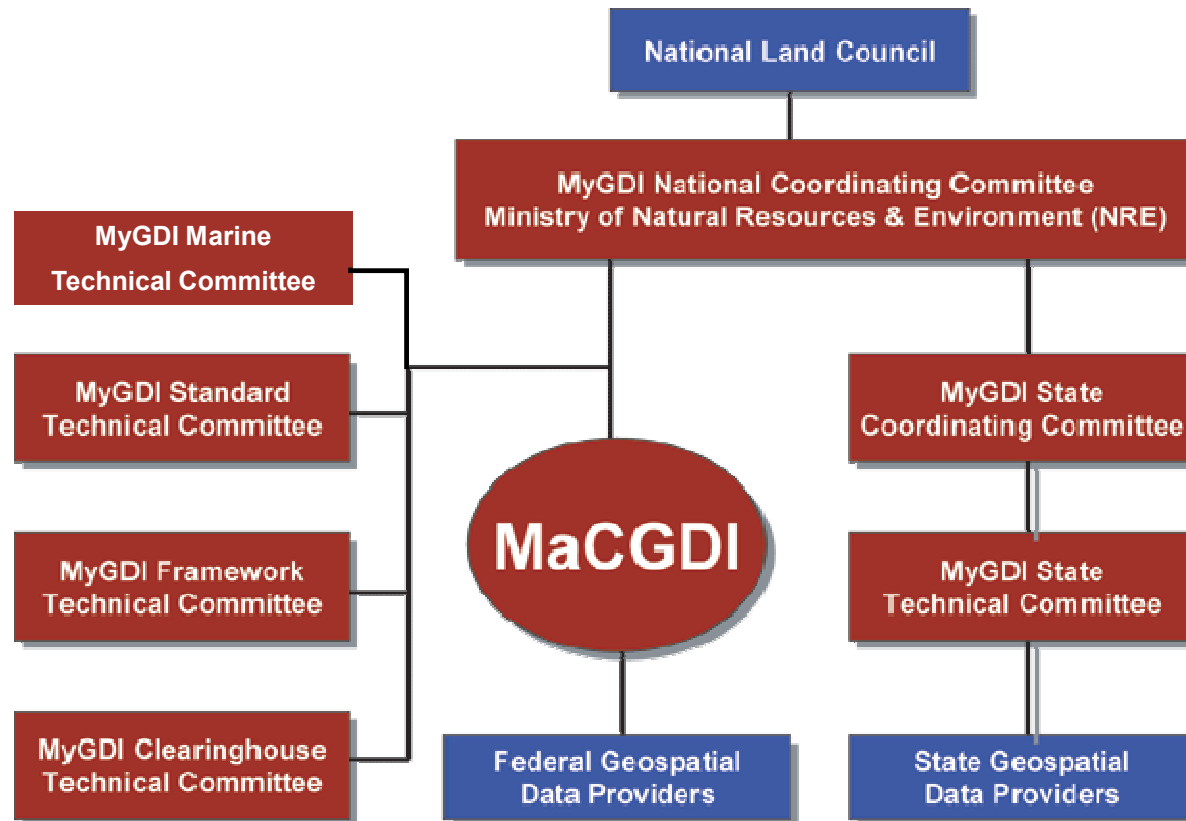 National Land Council
MyGDI National Coordinating Committee
Ministry of Natural Resources & Environment (NRE)
MyGDI Marine
Technical Committee
MyGDI Standard
Technical Committee
MyGDI State
Coordinating Committee
MaCGDI
MyGDI Framework
Technical Committee
MyGDI State
Technical Committee
MyGDI Clearinghouse
Technical Committee
Federal Geospatial
Data Providers
State Geospatial
Data Providers